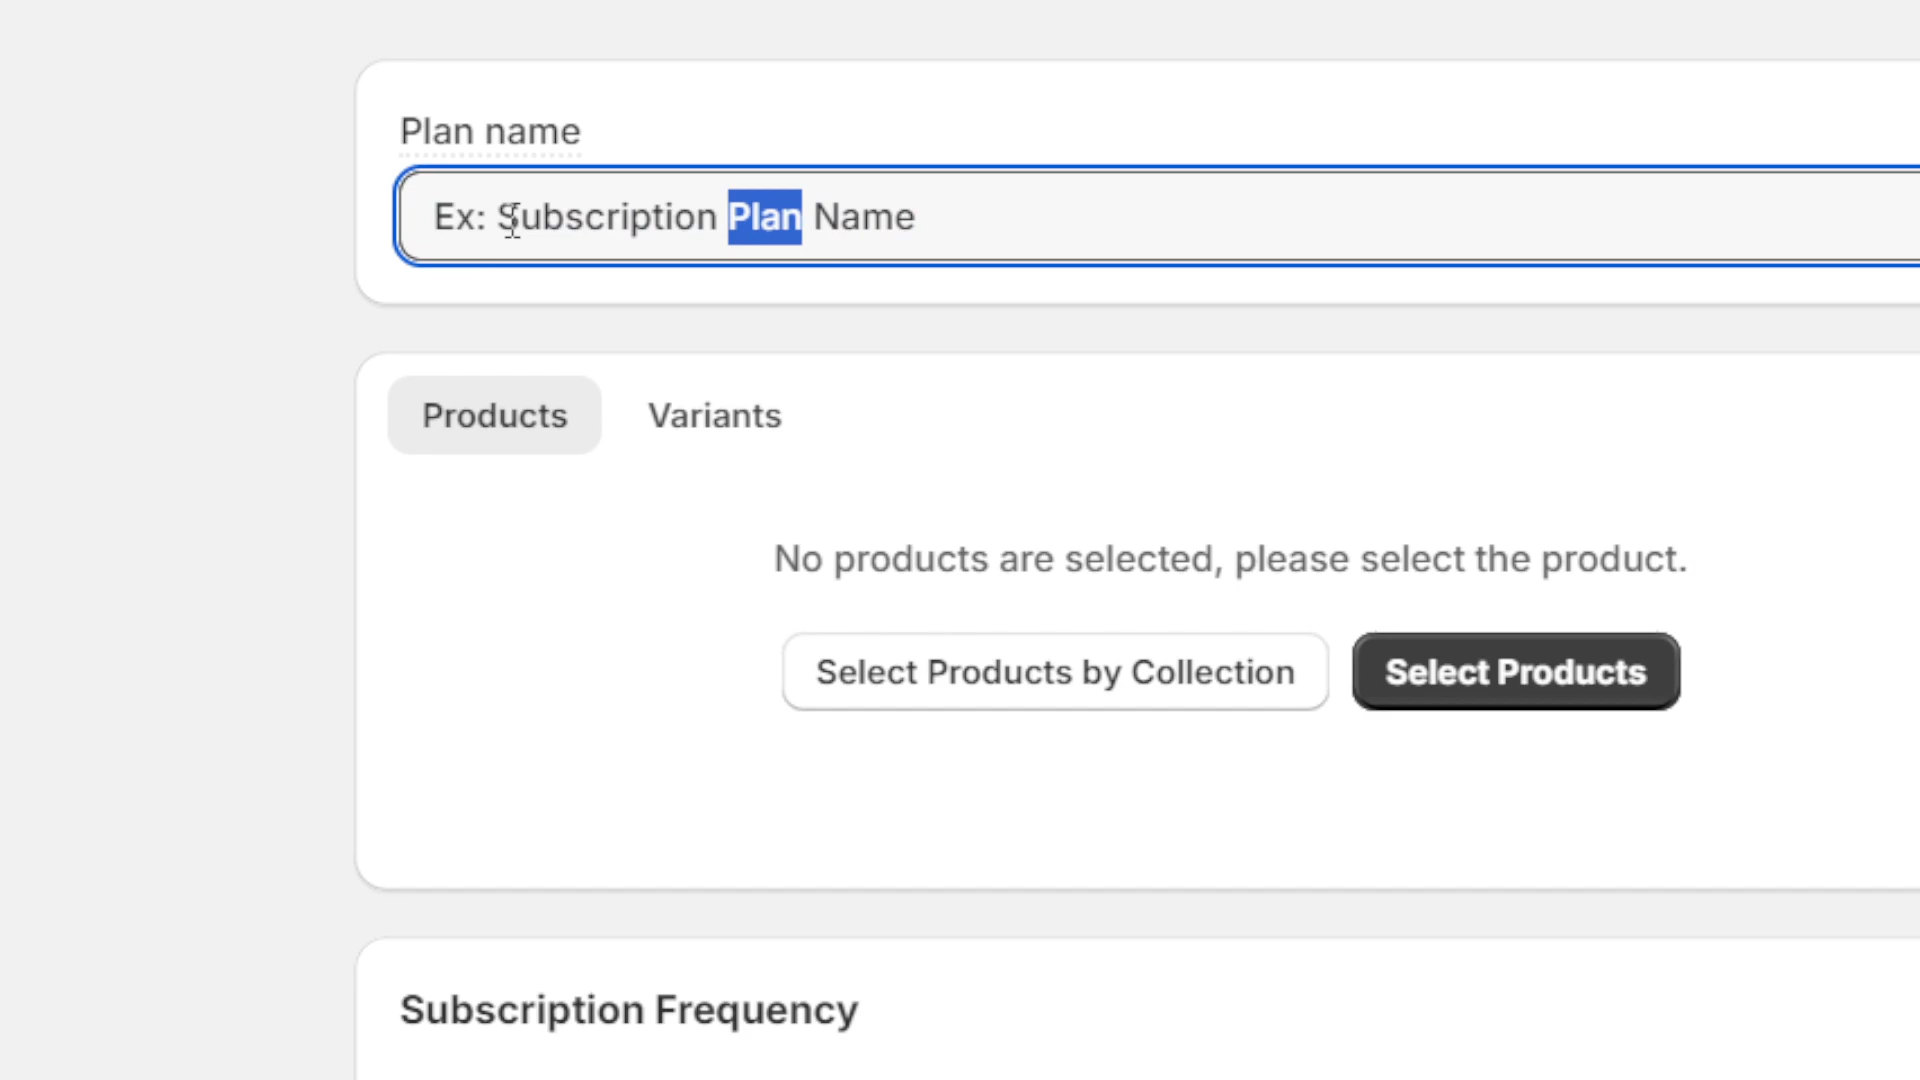 Plan name
Ex: Subscription Plan Name
Products Variants
No products are selected, please select the product.
Select Products by Collection Select Products
Subscription Frequency